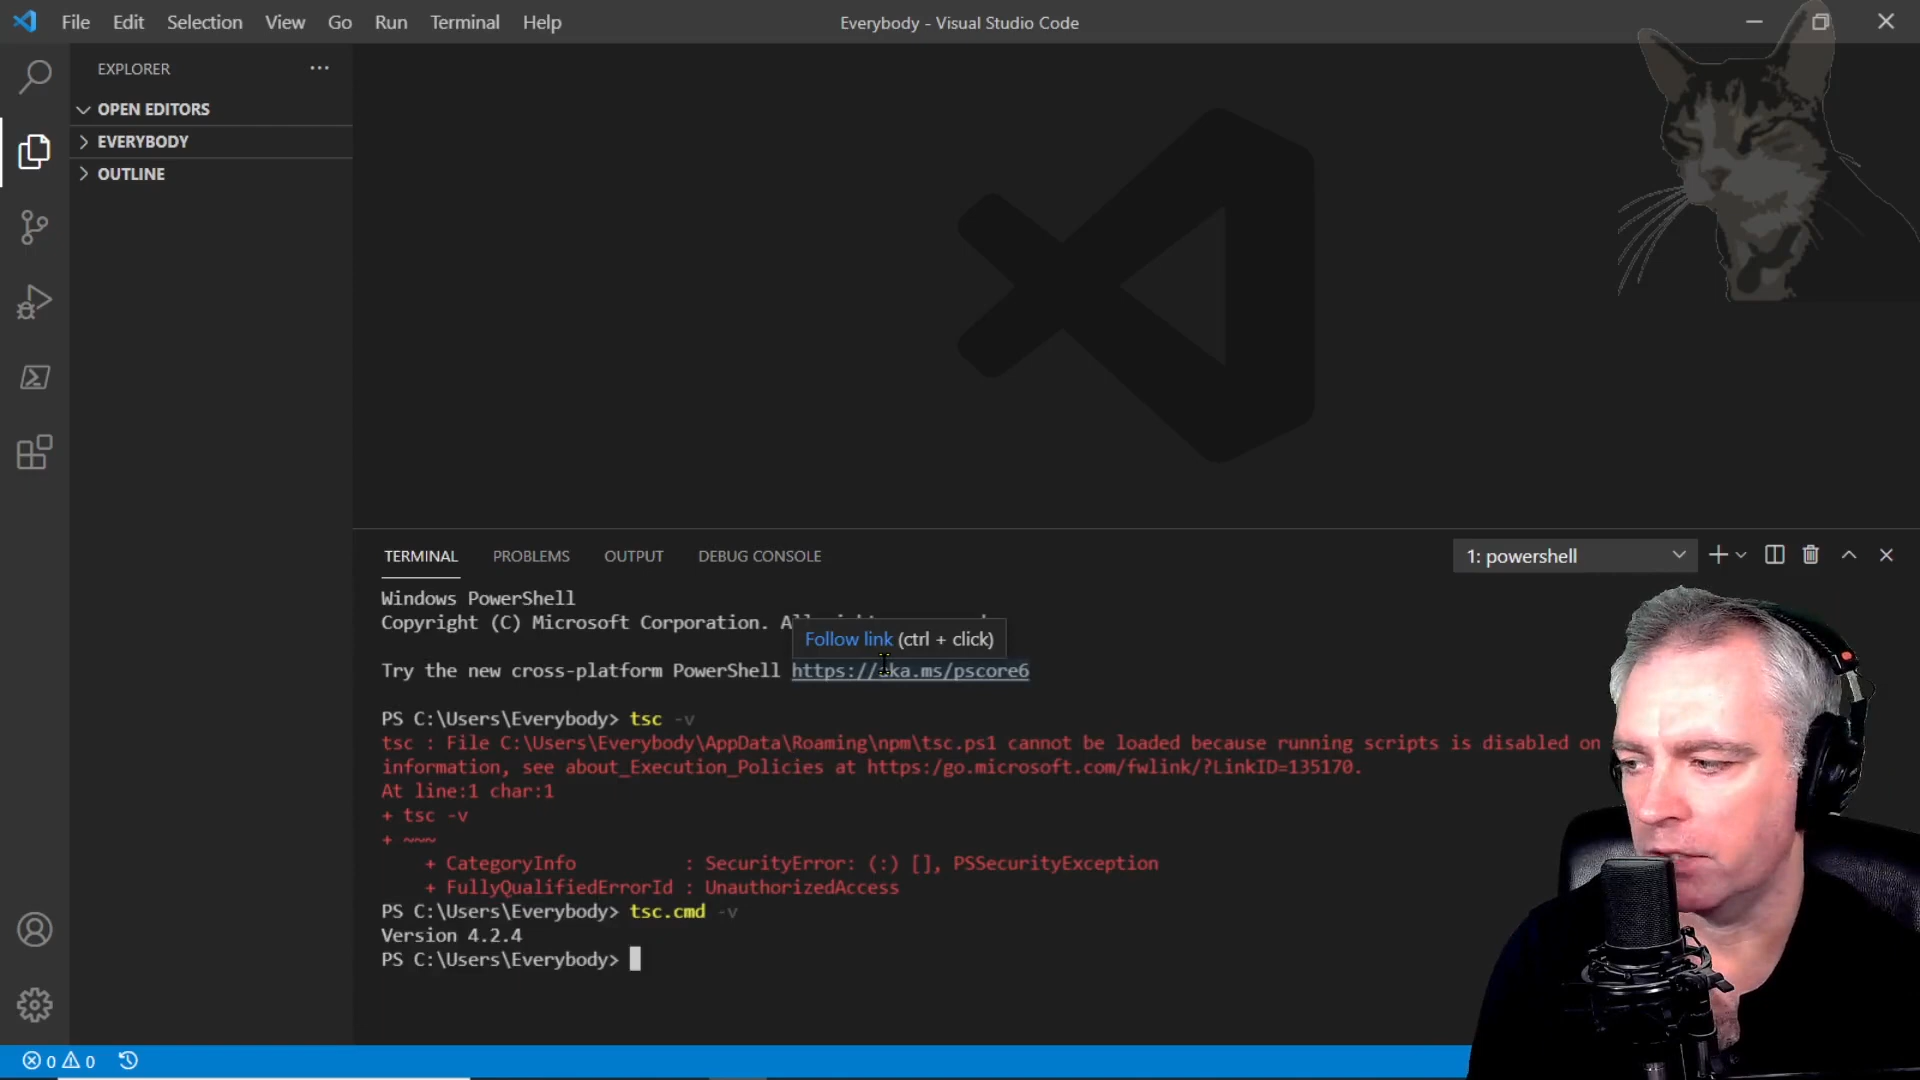 File Edit Selection View Go Run Terminal Help
Everybody - Visual Studio Code
EXPLORER
OPEN EDITORS
EVERYBODY
OUTLINE
TERMINAL PROBLEMS OUTPUT DEBUG CONSOLE
1: powershell
Windows PowerShell
Copyright (C) Microsoft Corporation.
Follow link (ctrl + click)
Try the new cross-platform PowerShell https://aka.ms/pscore6
PS C:\Users\Everybody> tsc -v
tsc : File C:\Users\Everybody\AppData\Roaming\npm\tsc.ps1 cannot be loaded because running scripts is disabled on
information, see about_Execution_Policies at https:/go.microsoft.com/fwlink/?LinkID=135170.
At line:1 char:1
+ tsc -v
+ ~~~
+ CategoryInfo : SecurityError: (:) [], PSSecurityException
+ FullyQualifiedErrorId : UnauthorizedAccess
PS C:\Users\Everybody> tsc.cmd -v
Version 4.2.4
PS C:\Users\Everybody>
0 0